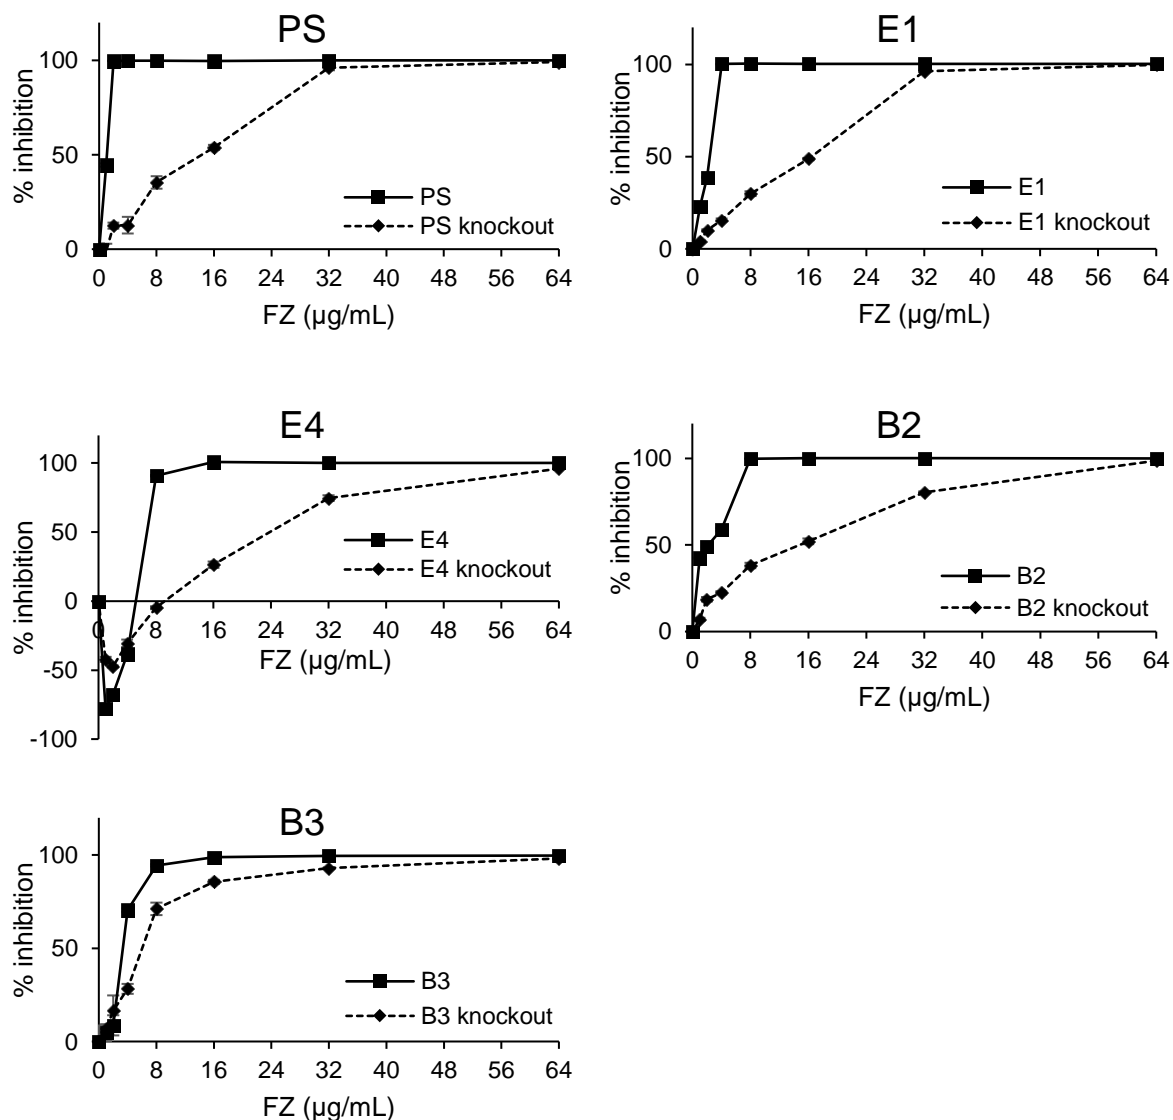 PS
% inhibition
100
50
0
PS
PS knockout
0 8 16 24 32 40 48 56 64
FZ (µg/mL)
E1
% inhibition
100
50
0
E1
E1 knockout
0 8 16 24 32 40 48 56 64
FZ (µg/mL)
E4
% inhibition
100
50
0
-50
-100
E4
E4 knockout
0 8 16 24 32 40 48 56 64
FZ (µg/mL)
B2
% inhibition
100
50
0
B2
B2 knockout
0 8 16 24 32 40 48 56 64
FZ (µg/mL)
B3
% inhibition
100
50
0
B3
B3 knockout
0 8 16 24 32 40 48 56 64
FZ (µg/mL)